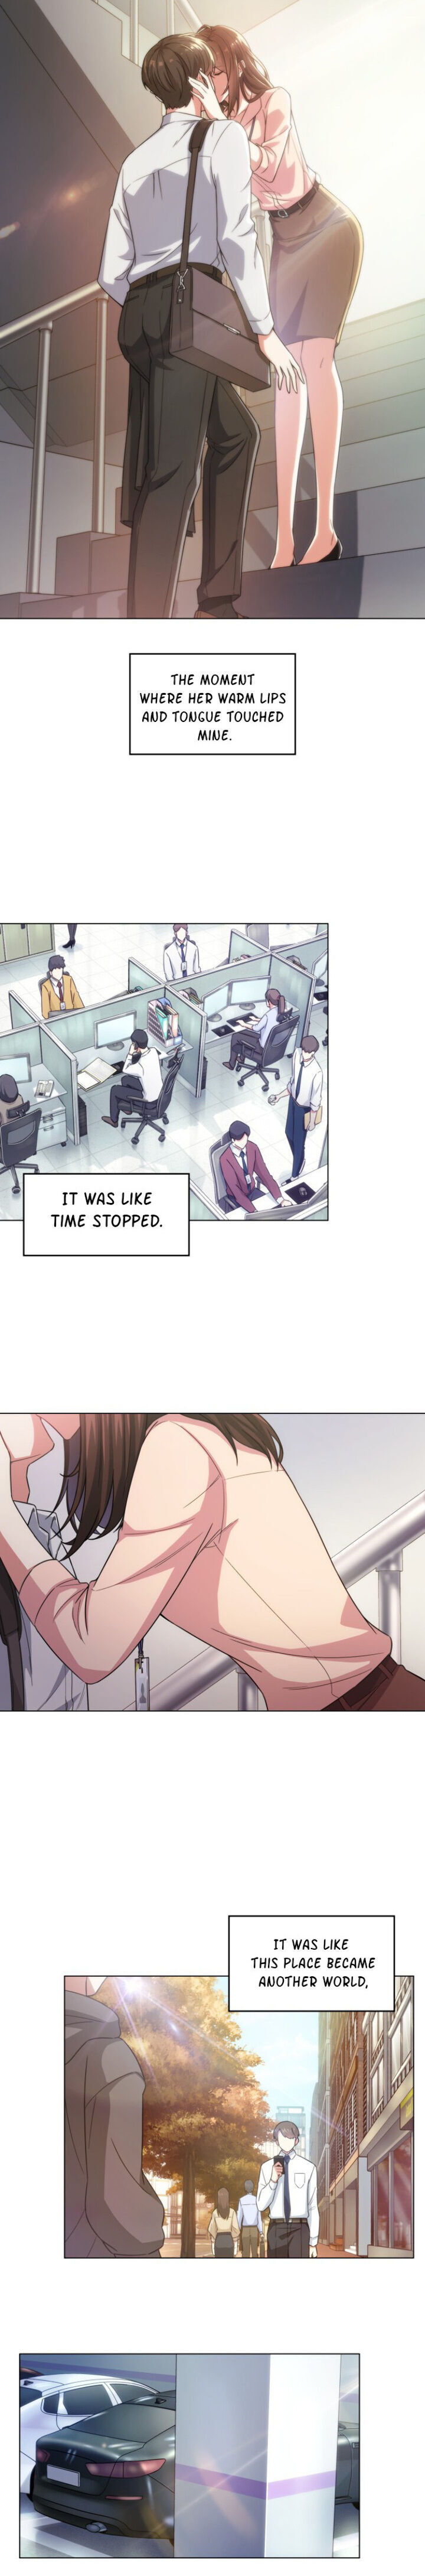 THE MOMENT
WHERE HER WARM LIPS
AND TONGUE TOUCHED
MINE.
IT WAS LIKE
TIME STOPPED.
IT WAS LIKE
THIS PLACE BECAME
ANOTHER WORLD,